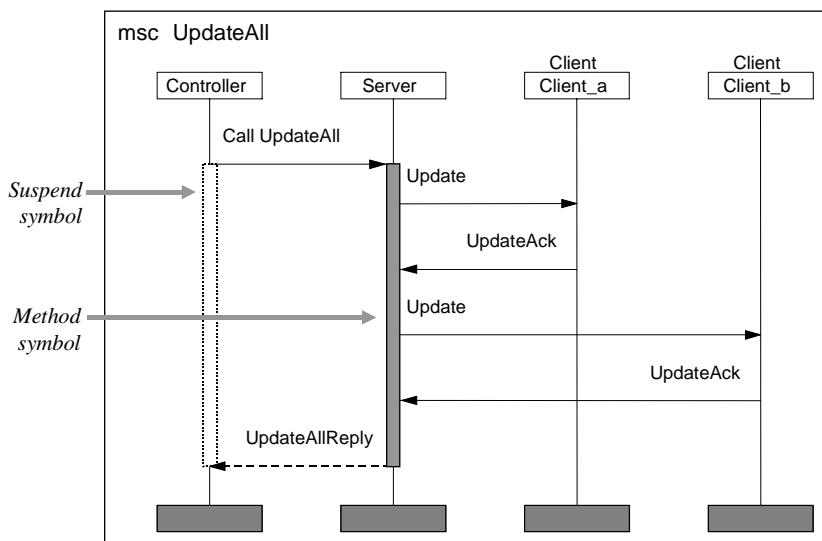 msc UpdateAll
Client
Client
Controller
Server
Client_a
Client_b
Call UpdateAll
Update
Suspend
symbol
UpdateAck
Update
Method
symbol
UpdateAck
UpdateAllReply